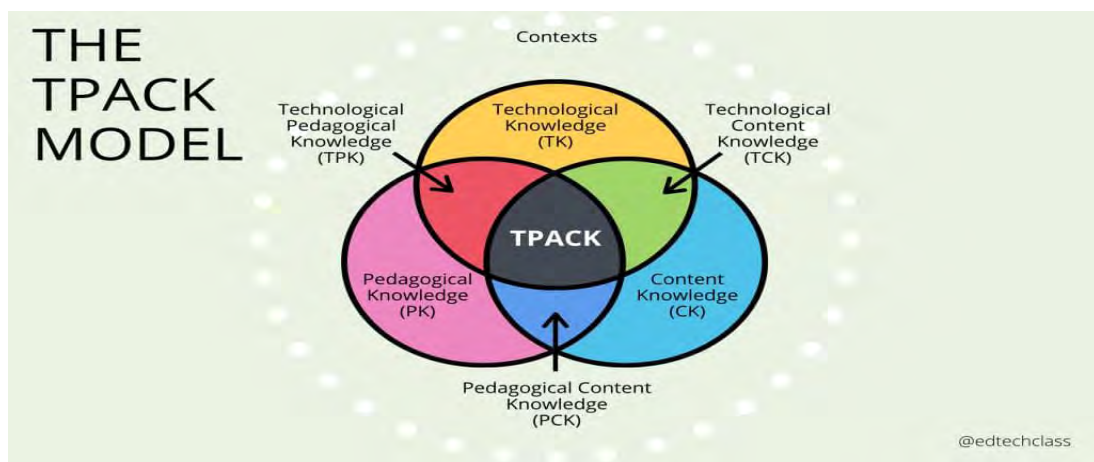 THE
TPACK
MODEL
Contexts
Technological
Pedagogical
Knowledge
(TPK)
Technological
Knowledge
(TK)
Technological
Content
Knowledge
(TCK)
TPACK
Pedagogical
Knowledge
(PK)
Content
Knowledge
(CK)
Pedagogical Content
Knowledge
(PCK)
@edtechclass